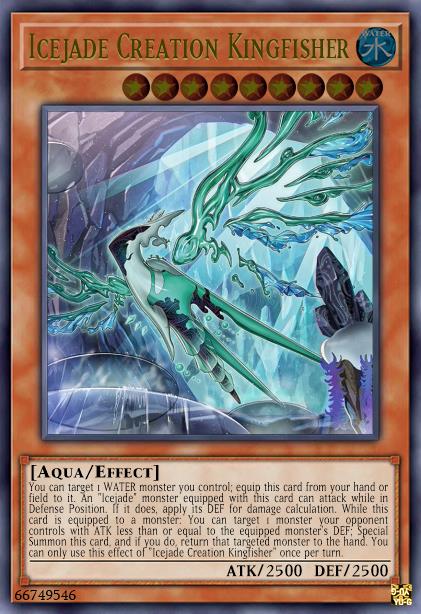 Icejade Creation Kingfisher
WATER
水
[Aqua/Effect]
You can target 1 WATER monster you control; equip this card from your hand or
field to it. An "Icejade" monster equipped with this card can attack while in
Defense Position. If it does, apply its DEF for damage calculation. While this
card is equipped to a monster: You can target 1 monster your opponent
controls with ATK less than or equal to the equipped monster's DEF; Special
Summon this card, and if you do, return that targeted monster to the hand. You
can only use this effect of "Icejade Creation Kingfisher" once per turn.
ATK/2500 DEF/2500
66749546